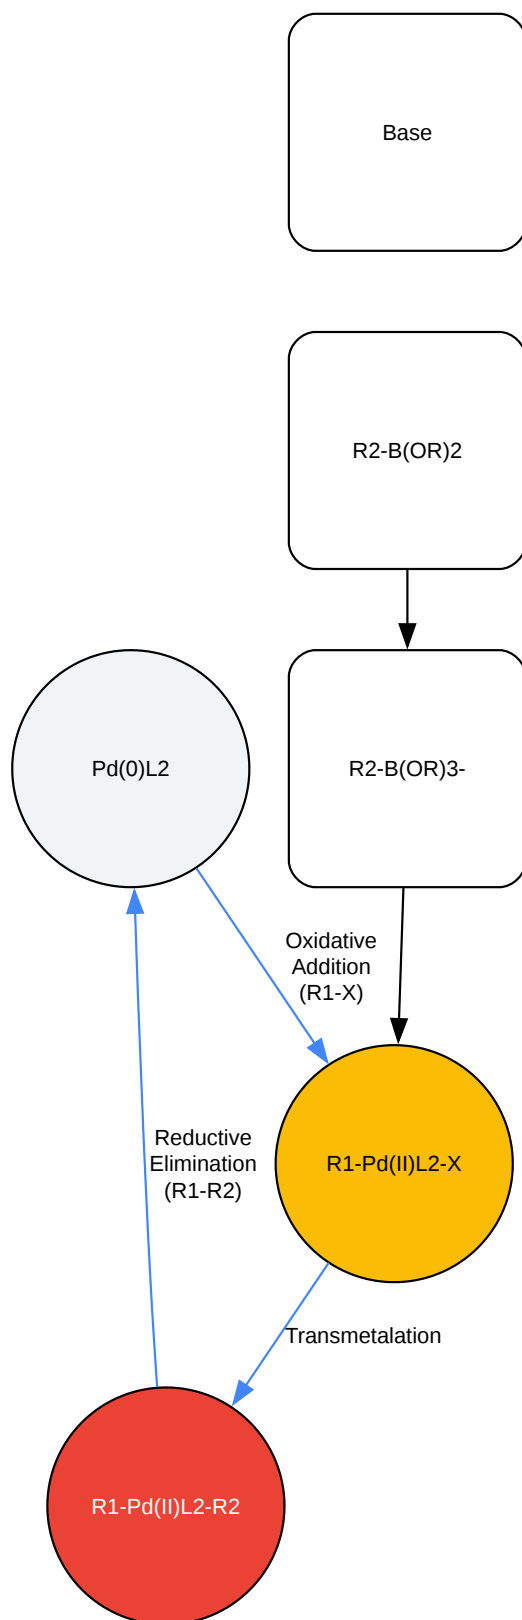 Base
R2-B(OR)2
Pd(0)L2
R2-B(OR)3-
Oxidative
Addition
(R1-X)
Reductive
Elimination
(R1-R2)
R1-Pd(II)L2-X
Transmetalation
R1-Pd(II)L2-R2